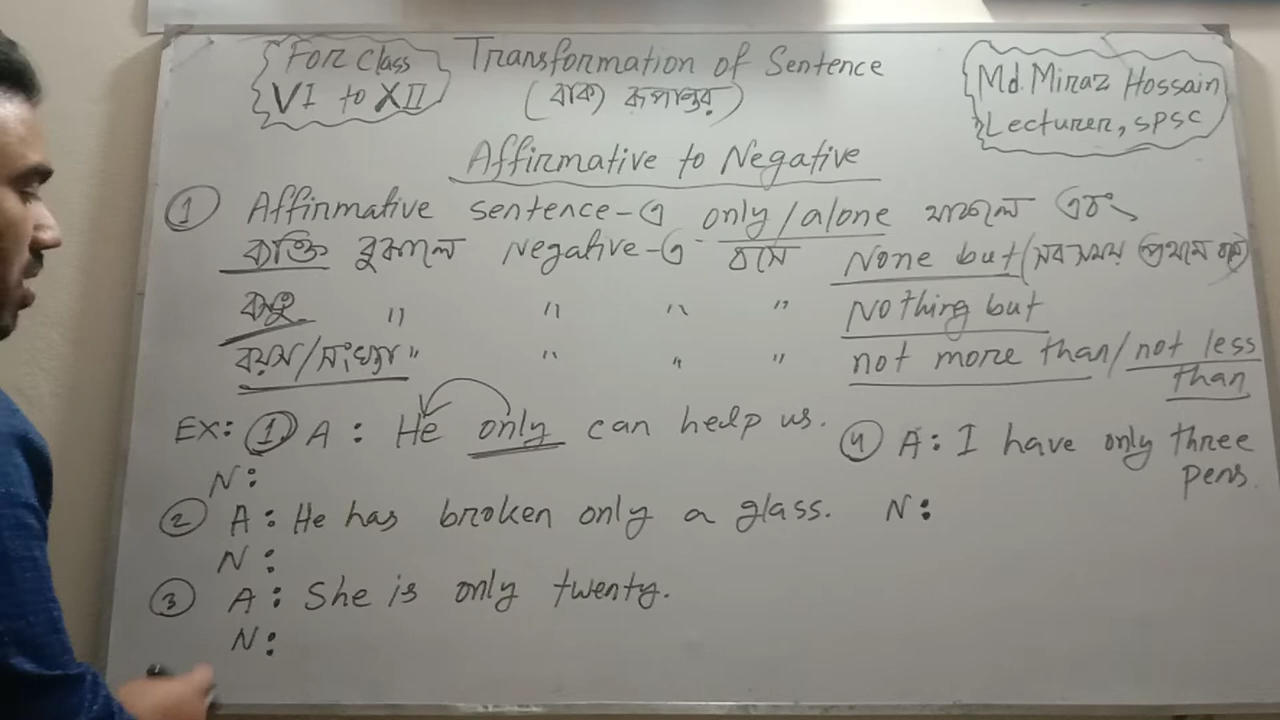 For Class
VI to XII
Transformation of Sentence
(বাক্য রূপান্তর)
Md. Miraz Hossain
Lecturer, SPSC
Affirmative to Negative
① Affirmative sentence-এ only/alone থাকলে এবং
ব্যক্তি বুঝালে Negative-এ বসে None but (সব সময় প্রথমে বসে)
বস্তু " " " " Nothing but
বয়স/সংখ্যা " " " " not more than/not less than
EX: ① A: He only can help us.
N:
② A: He has broken only a glass.
N:
③ A: She is only twenty.
N:
④ A: I have only three
pens.
N: